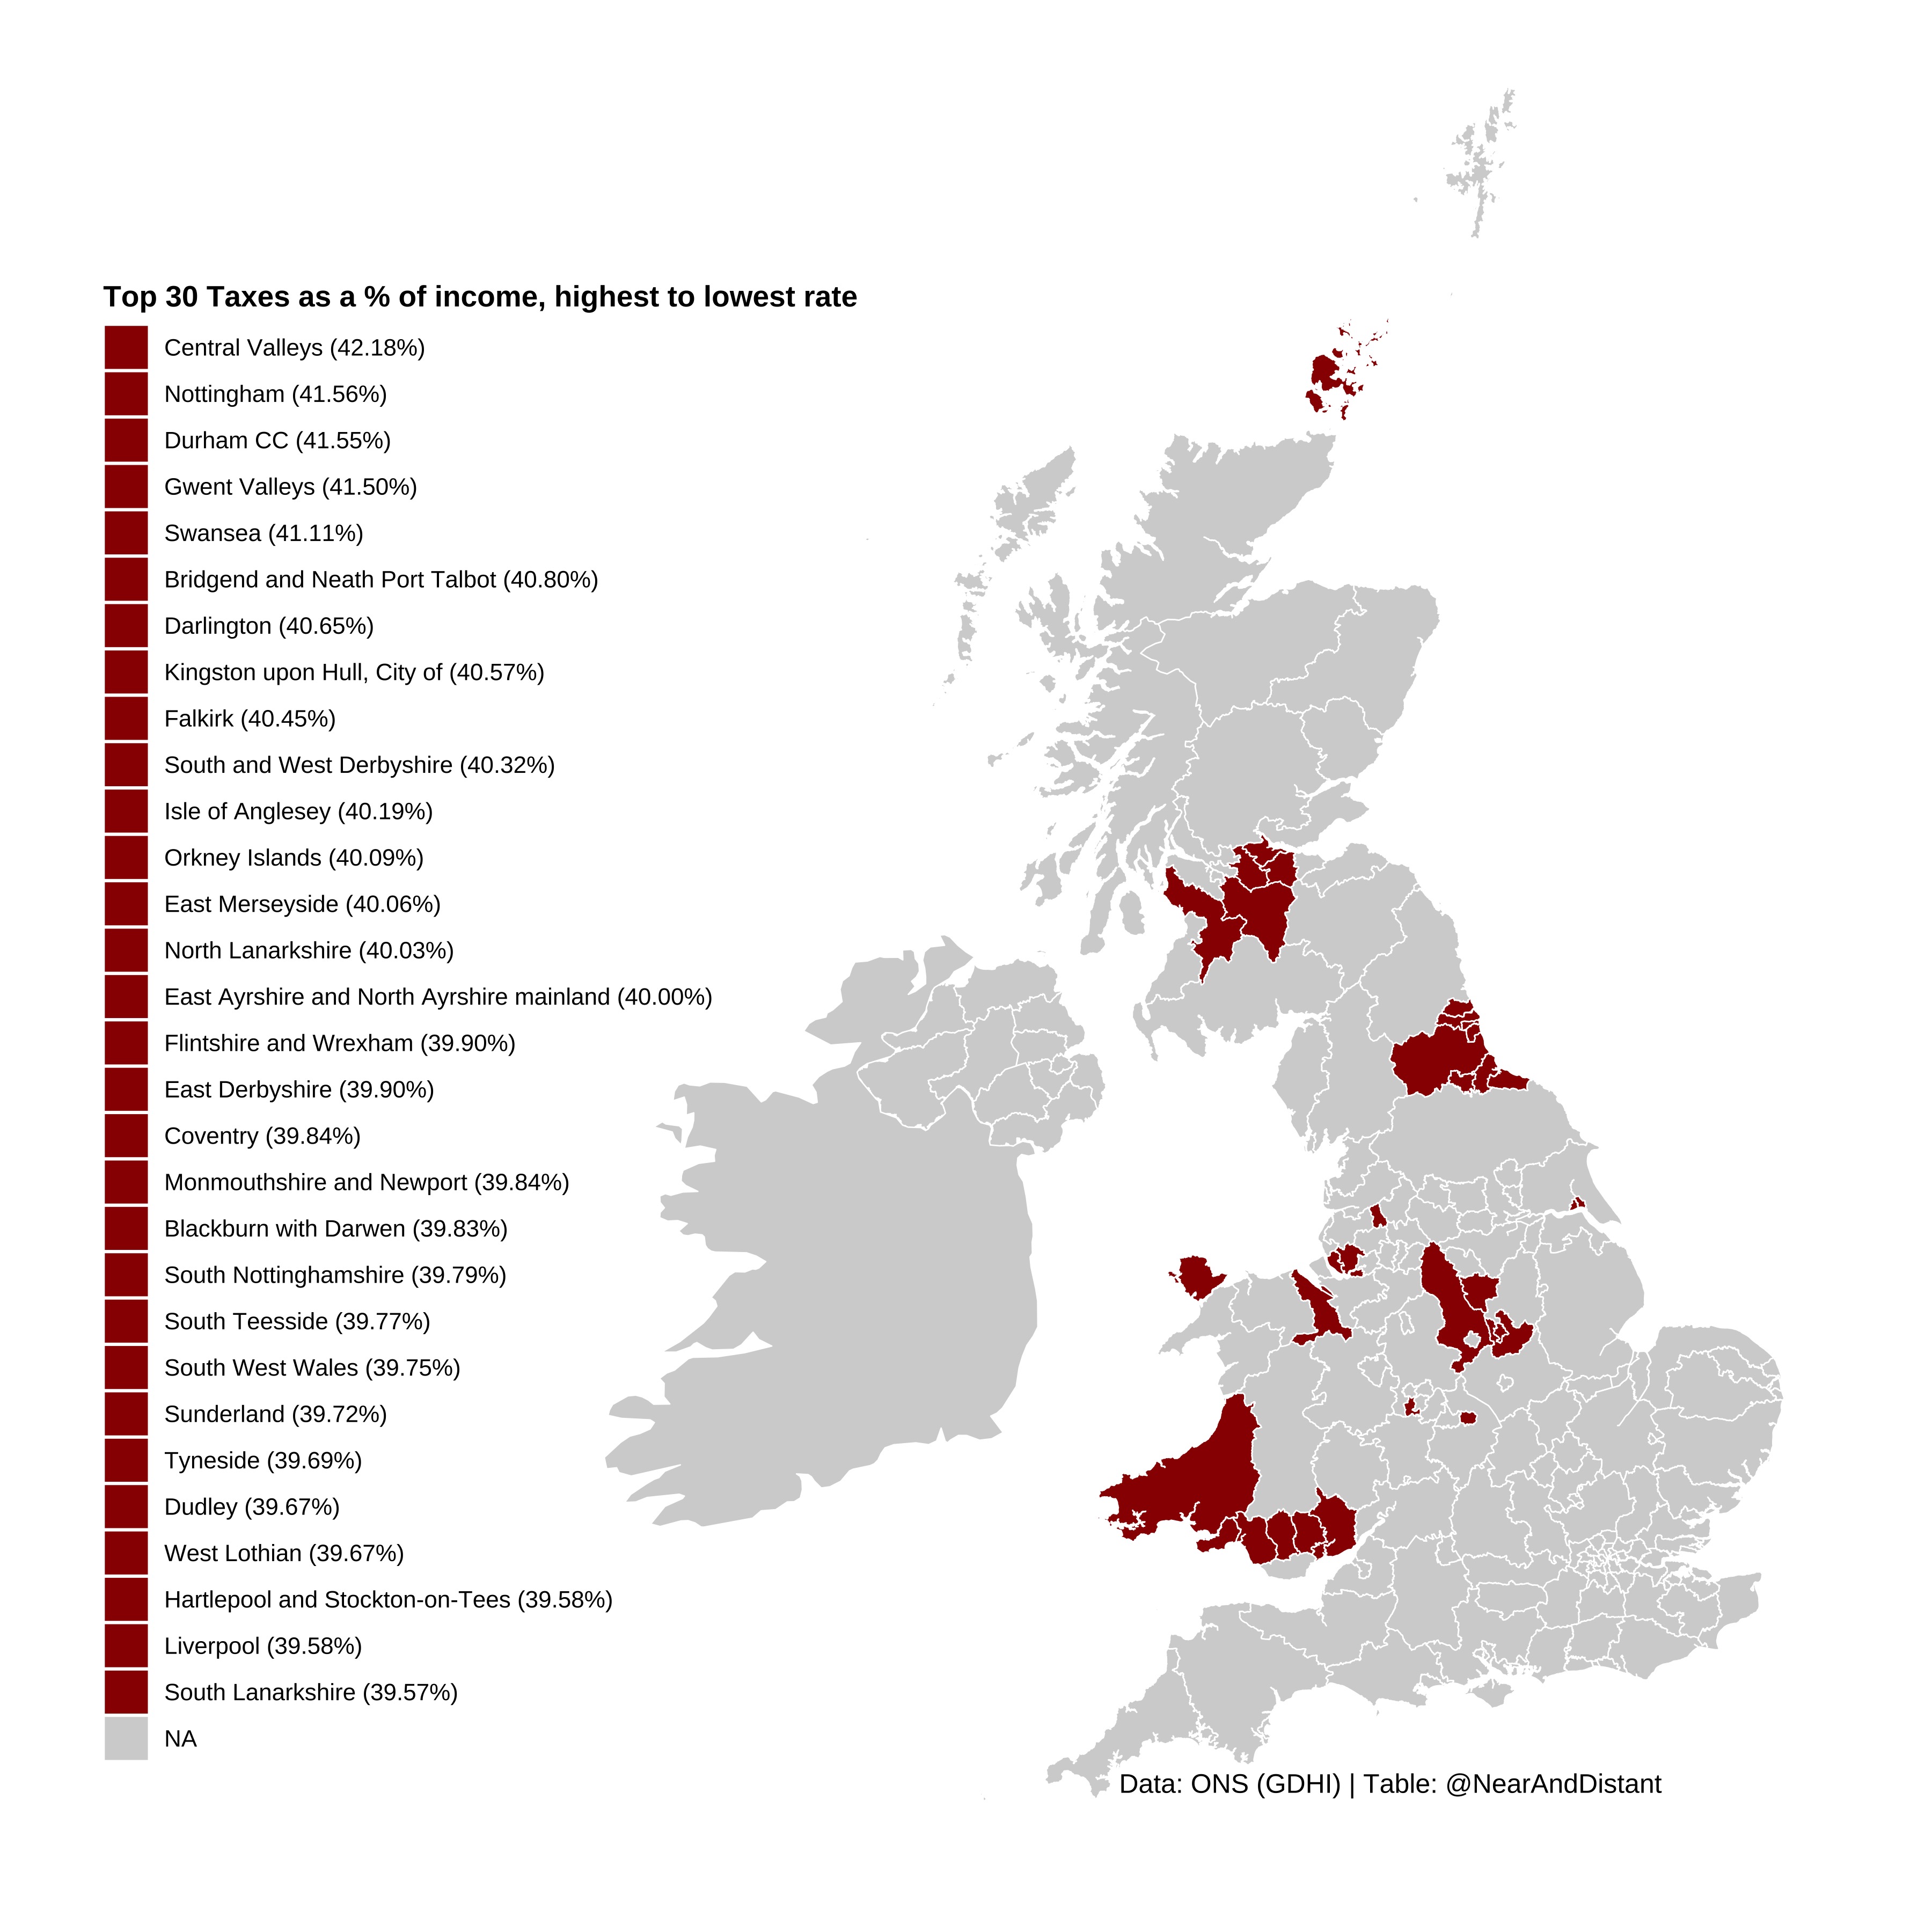 Top 30 Taxes as a % of income, highest to lowest rate
Central Valleys (42.18%)
Nottingham (41.56%)
Durham CC (41.55%)
Gwent Valleys (41.50%)
Swansea (41.11%)
Bridgend and Neath Port Talbot (40.80%)
Darlington (40.65%)
Kingston upon Hull, City of (40.57%)
Falkirk (40.45%)
South and West Derbyshire (40.32%)
Isle of Anglesey (40.19%)
Orkney Islands (40.09%)
East Merseyside (40.06%)
North Lanarkshire (40.03%)
East Ayrshire and North Ayrshire mainland (40.00%)
Flintshire and Wrexham (39.90%)
East Derbyshire (39.90%)
Coventry (39.84%)
Monmouthshire and Newport (39.84%)
Blackburn with Darwen (39.83%)
South Nottinghamshire (39.79%)
South Teesside (39.77%)
South West Wales (39.75%)
Sunderland (39.72%)
Tyneside (39.69%)
Dudley (39.67%)
West Lothian (39.67%)
Hartlepool and Stockton-on-Tees (39.58%)
Liverpool (39.58%)
South Lanarkshire (39.57%)
NA
Data: ONS (GDHI) | Table: @NearAndDistant